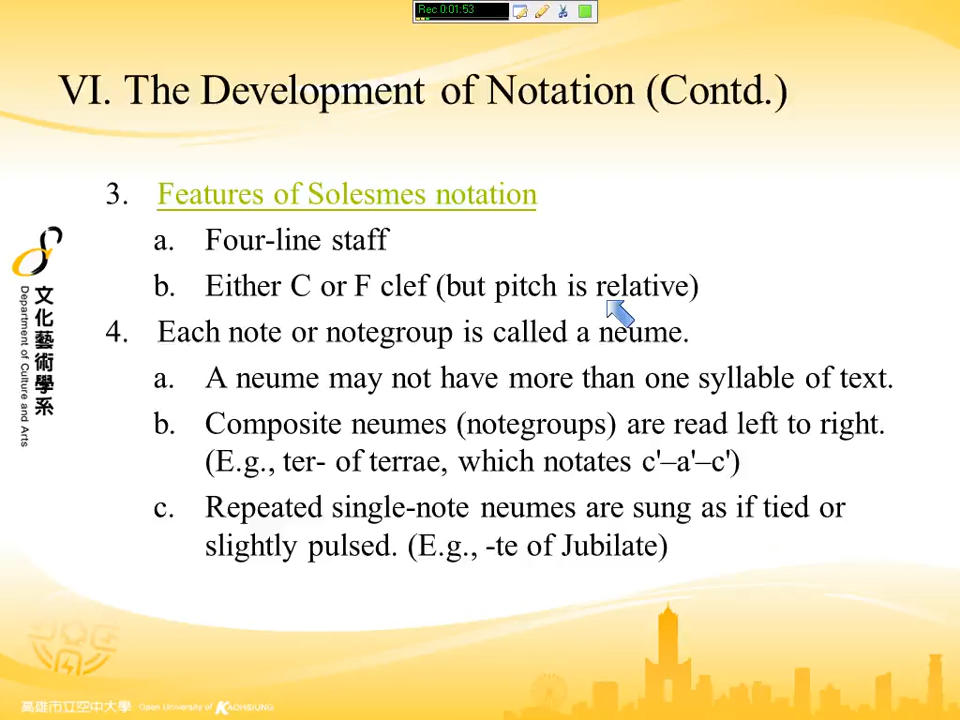 Rec 0:01:53
VI. The Development of Notation (Contd.)
3. Features of Solesmes notation
a. Four-line staff
b. Either C or F clef (but pitch is relative)
4. Each note or notegroup is called a neume.
a. A neume may not have more than one syllable of text.
b. Composite neumes (notegroups) are read left to right.
(E.g., ter- of terrae, which notates c'–a'–c')
c. Repeated single-note neumes are sung as if tied or
slightly pulsed. (E.g., -te of Jubilate)
文化藝術學系
Department of Culture and Arts
高雄市立空中大學 Open University of KAOHSIUNG